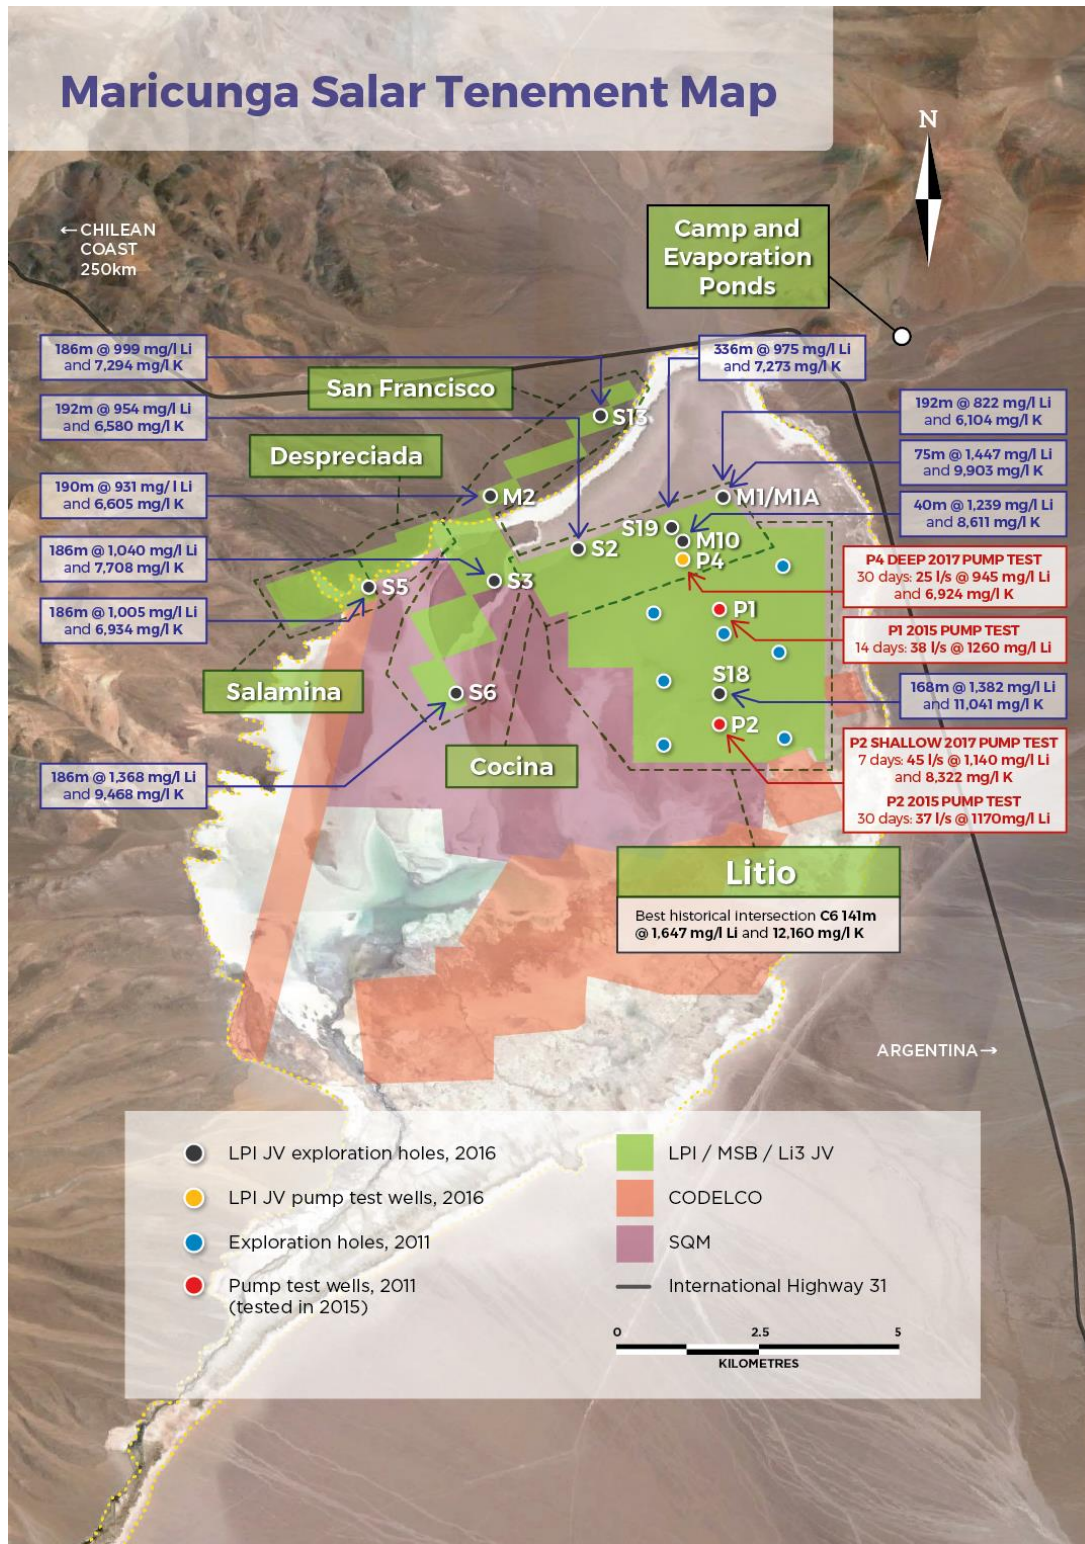 Maricunga Salar Tenement Map
N
←CHILEAN
COAST
250km
Camp and
Evaporation
Ponds
186m @ 999 mg/l Li
and 7,294 mg/l K
336m @ 975 mg/l Li
and 7,273 mg/l K
San Francisco
192m @ 954 mg/l Li
and 6,580 mg/l K
S13
192m @ 822 mg/l Li
and 6,104 mg/l K
Despreciada
75m @ 1,447 mg/l Li
and 9,903 mg/l K
190m @ 931 mg/ l Li
and 6,605 mg/l K
M2
M1/M1A
40m @ 1,239 mg/l Li
and 8,611 mg/l K
S19
M10
S2
P4
186m @ 1,040 mg/l Li
and 7,708 mg/l K
P4 DEEP 2017 PUMP TEST
30 days: 25 l/s @ 945 mg/l Li
and 6,924 mg/l K
S5
S3
186m @ 1,005 mg/l Li
and 6,934 mg/l K
P1
P1 2015 PUMP TEST
14 days: 38 l/s @ 1260 mg/l Li
Salamina
S6
S18
168m @ 1,382 mg/l Li
and 11,041 mg/l K
P2
Cocina
P2 SHALLOW 2017 PUMP TEST
7 days: 45 l/s @ 1,140 mg/l Li
and 8,322 mg/l K
P2 2015 PUMP TEST
30 days: 37 l/s @ 1170mg/l Li
186m @ 1,368 mg/l Li
and 9,468 mg/l K
Litio
Best historical intersection C6 141m
@ 1,647 mg/l Li and 12,160 mg/l K
ARGENTINA→
LPI JV exploration holes, 2016
LPI JV pump test wells, 2016
Exploration holes, 2011
Pump test wells, 2011
(tested in 2015)
LPI / MSB / Li3 JV
CODELCO
SQM
International Highway 31
0 2.5 5
KILOMETRES